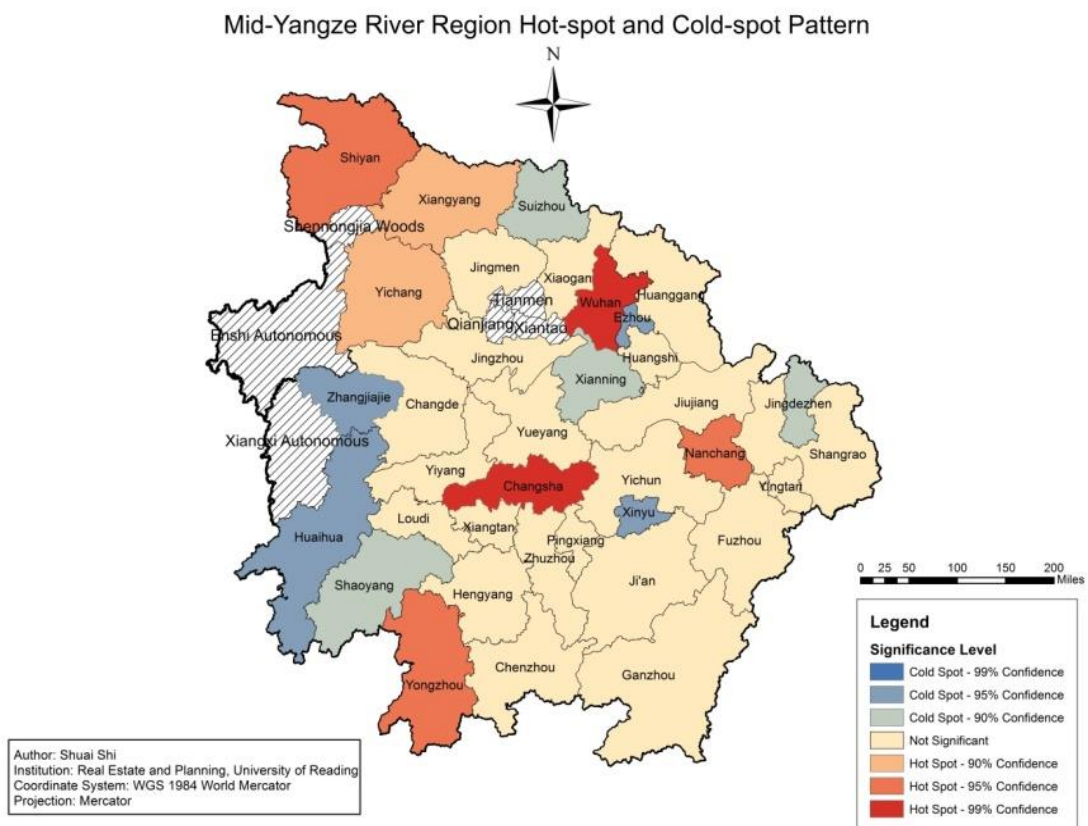 Mid-Yangze River Region Hot-spot and Cold-spot Pattern
N
Shiyan
Xiangyang
Suizhou
Shennongjia Woods
Jingmen
Xiaogan
Yichang
Tianmen
Wuhan
Huanggang
Ezhou
Enshi Autonomous
Qianjiang
Xiantao
Jingzhou
Huangshi
Xianning
Zhangjiajie
Changde
Jiujiang
Jingdezhen
Xiangxi Autonomous
Yueyang
Nanchang
Shangrao
Yiyang
Changsha
Yichun
Yingtan
Loudi
Xiangtan
Xinyu
Huaihua
Pingxiang
Fuzhou
Zhuzhou
Shaoyang
Hengyang
Ji'an
Yongzhou
Chenzhou
Ganzhou
0 25 50 100 150 200
Miles
Legend
Significance Level
Cold Spot - 99% Confidence
Cold Spot - 95% Confidence
Cold Spot - 90% Confidence
Not Significant
Hot Spot - 90% Confidence
Hot Spot - 95% Confidence
Hot Spot - 99% Confidence
Author: Shuai Shi
Institution: Real Estate and Planning, University of Reading
Coordinate System: WGS 1984 World Mercator
Projection: Mercator